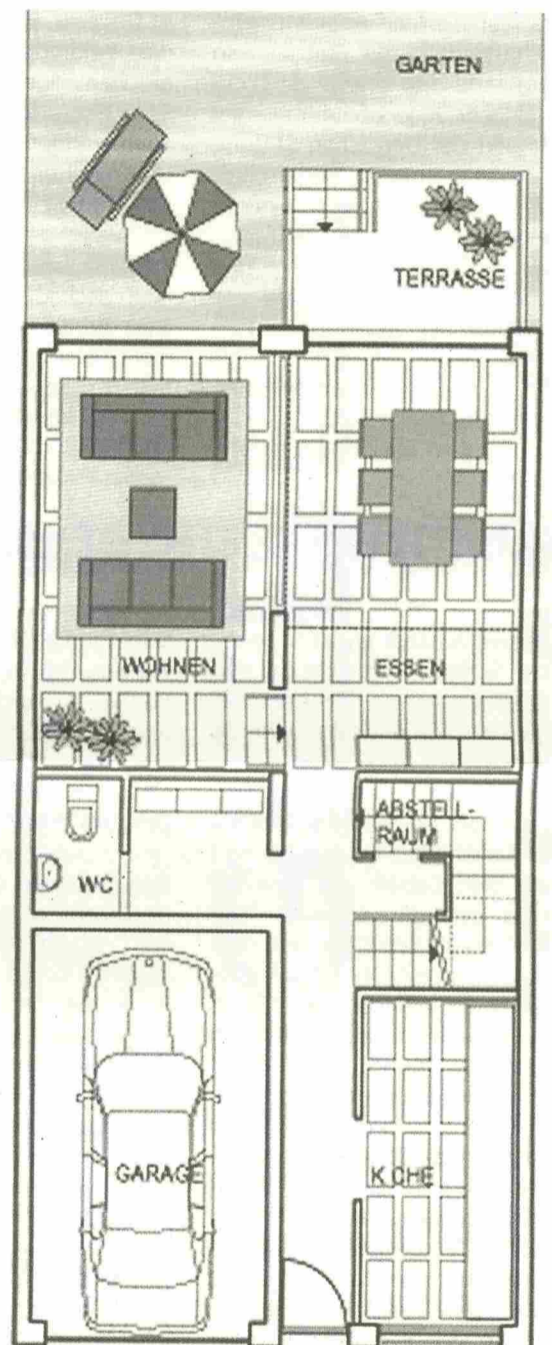 GARTEN
TERRASSE
WOHNEN
ESSEN
ABSTELL-
RAUM
WC
GARAGE
K CHE